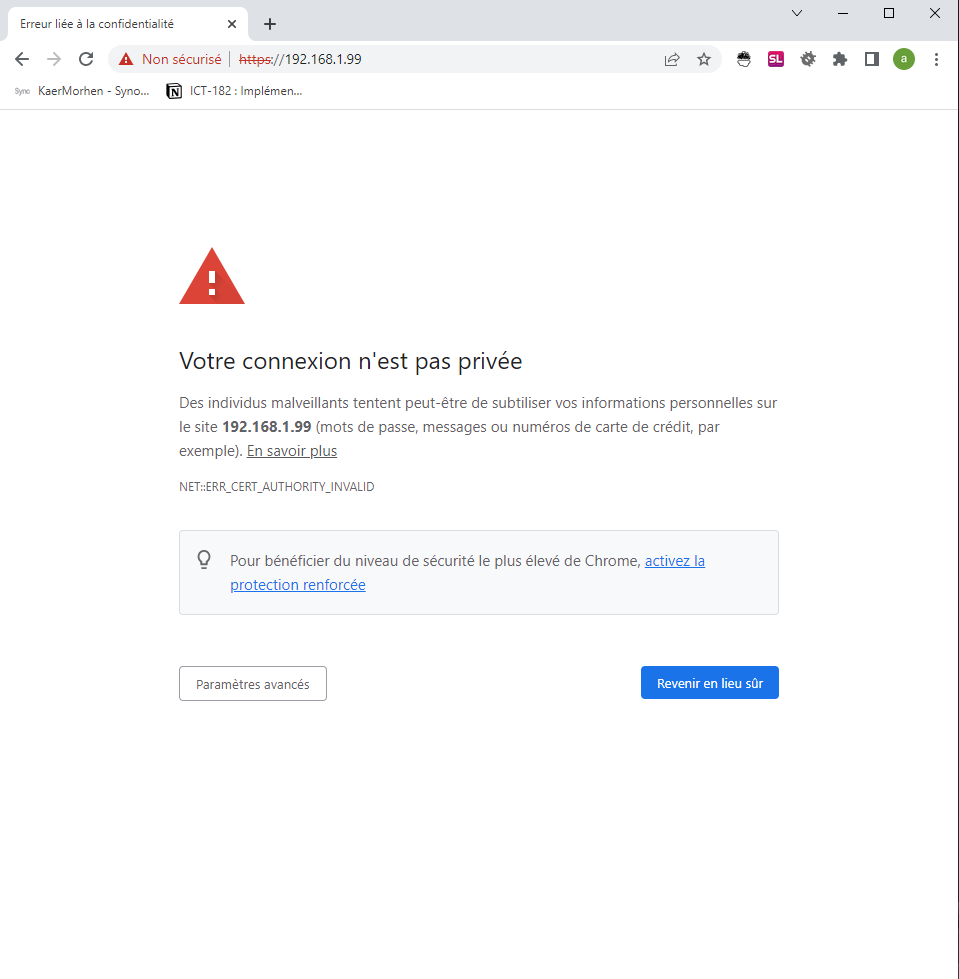 Erreur liée à la confidentialité
Non sécurisé https://192.168.1.99
SL
a
Sync KaerMorhen - Syno...
N ICT-182 : Implémen...
Votre connexion n'est pas privée
Des individus malveillants tentent peut-être de subtiliser vos informations personnelles sur
le site 192.168.1.99 (mots de passe, messages ou numéros de carte de crédit, par
exemple). En savoir plus
NET::ERR_CERT_AUTHORITY_INVALID
Pour bénéficier du niveau de sécurité le plus élevé de Chrome, activez la
protection renforcée
Paramètres avancés
Revenir en lieu sûr